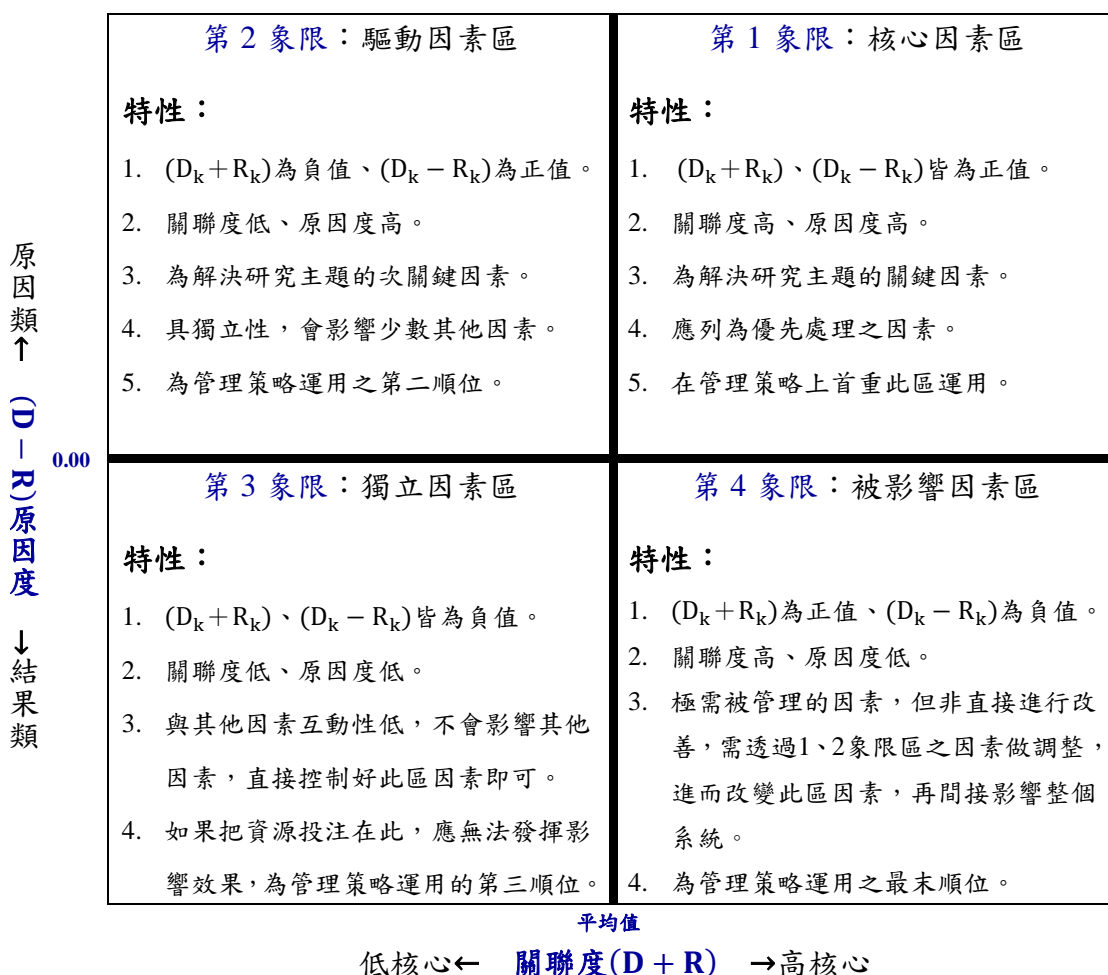 第 2 象限：驅動因素區
特性：
1. (Dk＋Rk)為負值、(Dk − Rk)為正值。
2. 關聯度低、原因度高。
3. 為解決研究主題的次關鍵因素。
4. 具獨立性，會影響少數其他因素。
5. 為管理策略運用之第二順位。
第 1 象限：核心因素區
特性：
1. (Dk＋Rk)、(Dk − Rk)皆為正值。
2. 關聯度高、原因度高。
3. 為解決研究主題的關鍵因素。
4. 應列為優先處理之因素。
5. 在管理策略上首重此區運用。
原因類↑ (D − R)原因度 ↓結果類
0.00
第 3 象限：獨立因素區
特性：
1. (Dk＋Rk)、(Dk − Rk)皆為負值。
2. 關聯度低、原因度低。
3. 與其他因素互動性低，不會影響其他
因素，直接控制好此區因素即可。
4. 如果把資源投注在此，應無法發揮影
響效果，為管理策略運用的第三順位。
第 4 象限：被影響因素區
特性：
1. (Dk＋Rk)為正值、(Dk − Rk)為負值。
2. 關聯度高、原因度低。
3. 極需被管理的因素，但非直接進行改
善，需透過1、2象限區之因素做調整，
進而改變此區因素，再間接影響整個
系統。
4. 為管理策略運用之最末順位。
平均值
低核心← 關聯度(D + R) →高核心